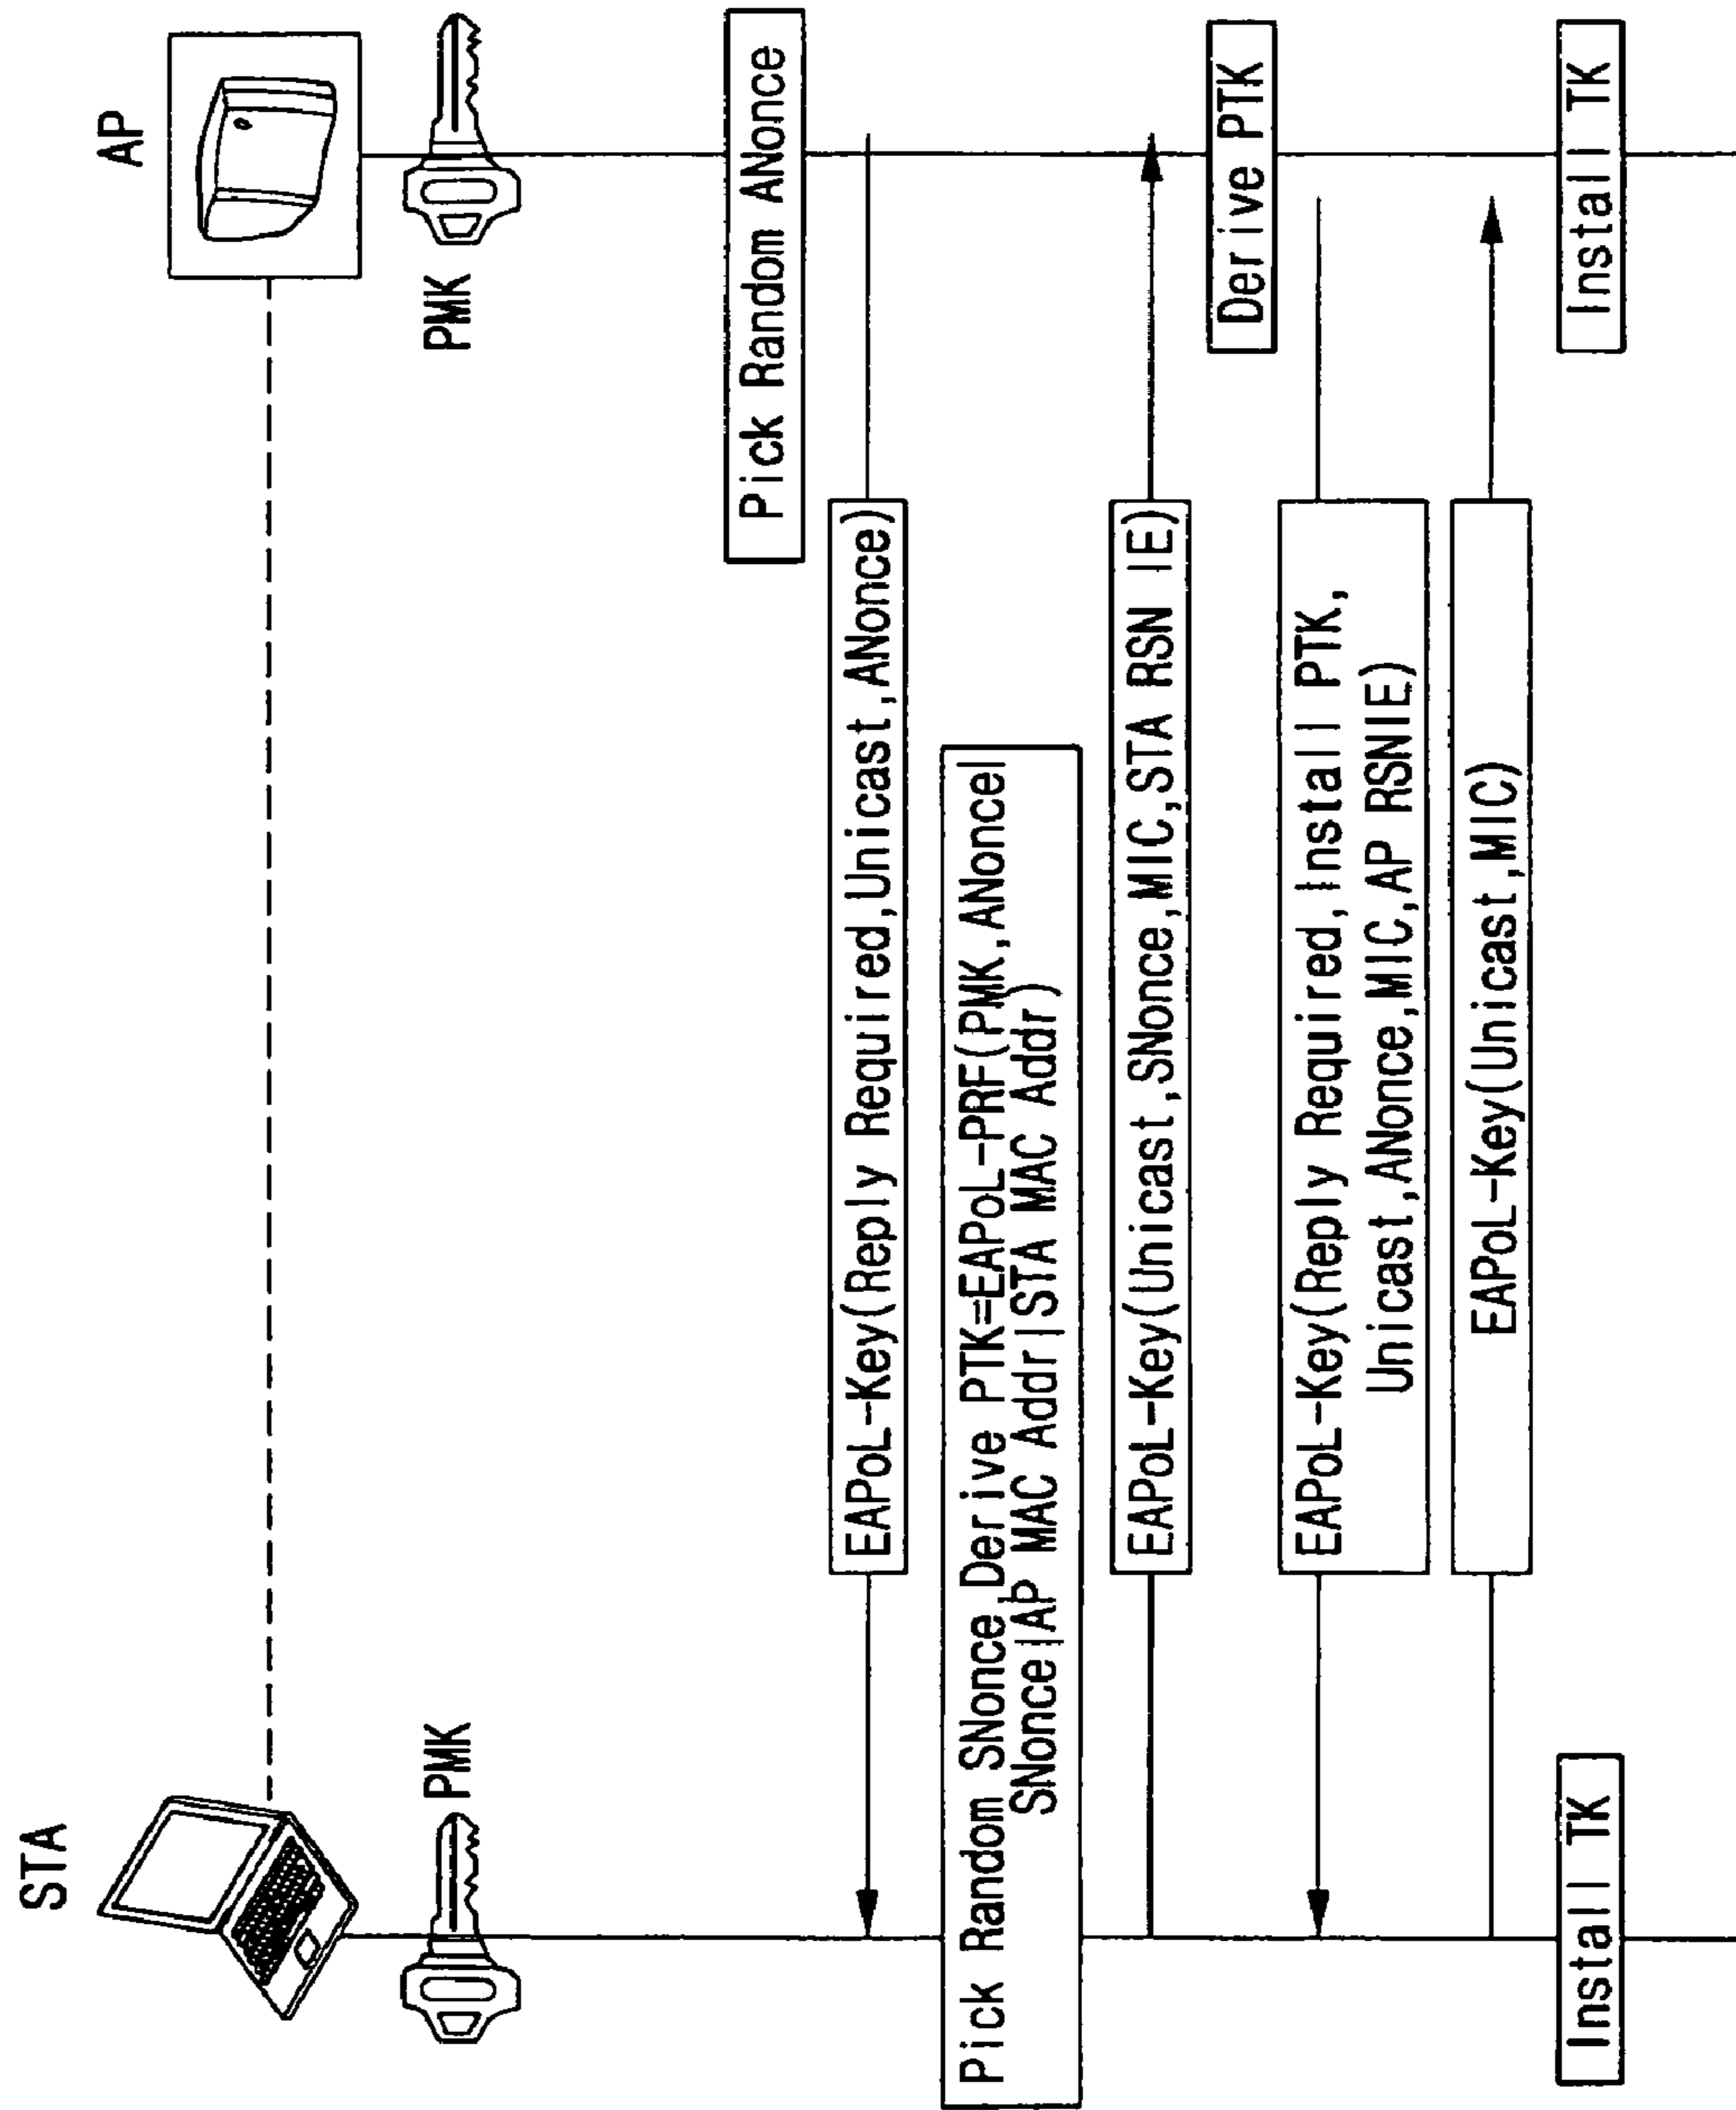 STA
AP
PMK
PMK
Pick Random ANonce
EAPoL-Key(Reply Required,Unicast,ANonce)
Pick Random SNonce,Derive PTK=EAPoL-PRF(PMK,ANonce|
SNonce|AP MAC Addr|STA MAC Addr)
EAPoL-Key(Unicast,SNonce,MIC,STA RSN IE)
Derive PTK
EAPoL-Key(Reply Required,Install PTK,
Unicast,ANonce,MIC,AP RSNIE)
EAPoL-Key(Unicast,MIC)
Install TK
Install TK